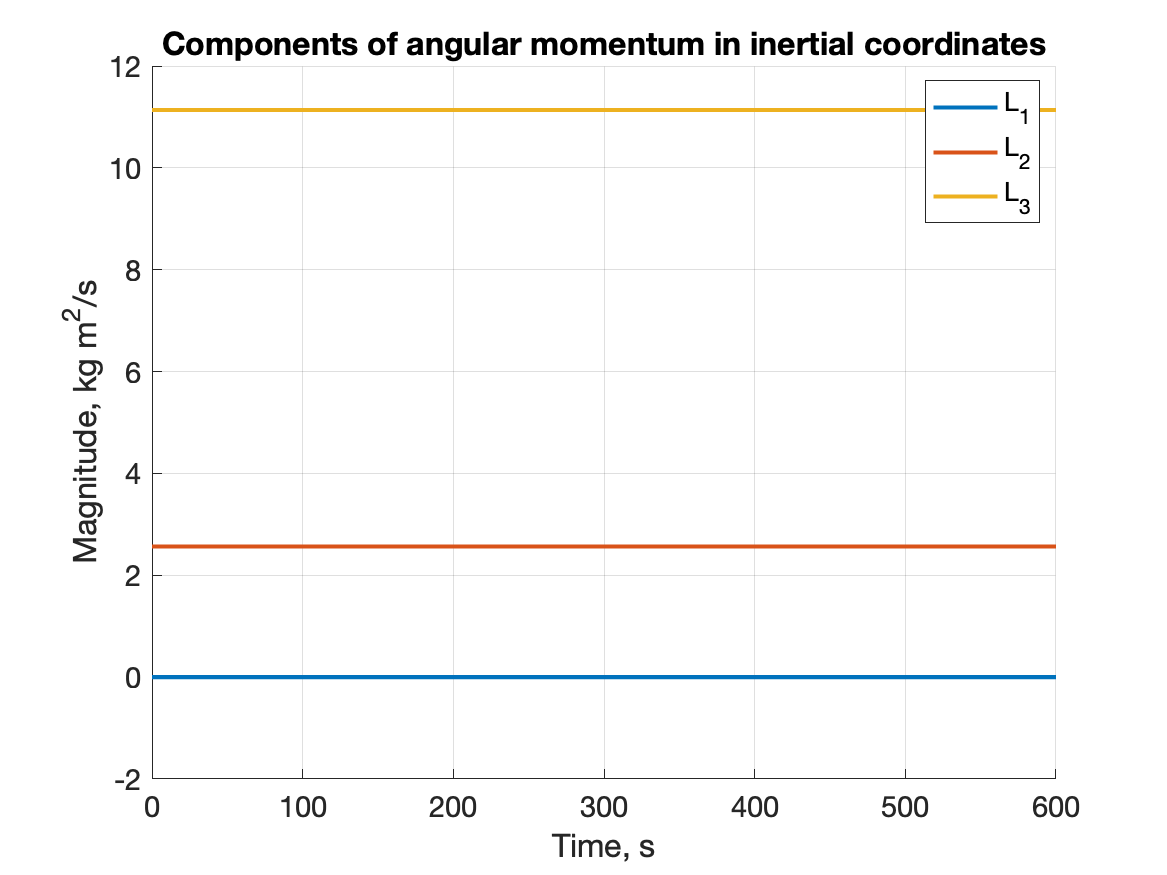 Components of angular momentum in inertial coordinates
12
10
8
6
4
2
0
-2
Magnitude, kg m²/s
L₁
L₂
L₃
0 100 200 300 400 500 600
Time, s